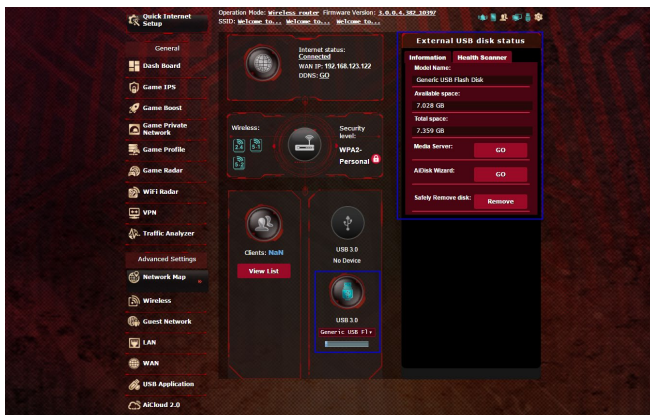 Quick Internet
Setup
General
Dash Board
Game IPS
Game Boost
Game Private
Network
Game Profile
Game Radar
WiFi Radar
VPN
Traffic Analyzer
Advanced Settings
Network Map
Wireless
Guest Network
LAN
WAN
USB Application
AiCloud 2.0
Operation Mode: Wireless router Firmware Version: 3.0.0.4.382_10397
SSID: Welcome to... Welcome to... Welcome to...
Internet status:
Connected
WAN IP: 192.168.123.122
DDNS: GO
Wireless:
2.4 5-1
5-2
Security
level:
WPA2-
Personal
Clients: NaN
View List
USB 3.0
No Device
USB 3.0
Generic USB Fl
External USB disk status
Information Health Scanner
Model Name:
Generic USB Flash Disk
Available space:
7.028 GB
Total space:
7.359 GB
Media Server: GO
AiDisk Wizard: GO
Safely Remove disk: Remove